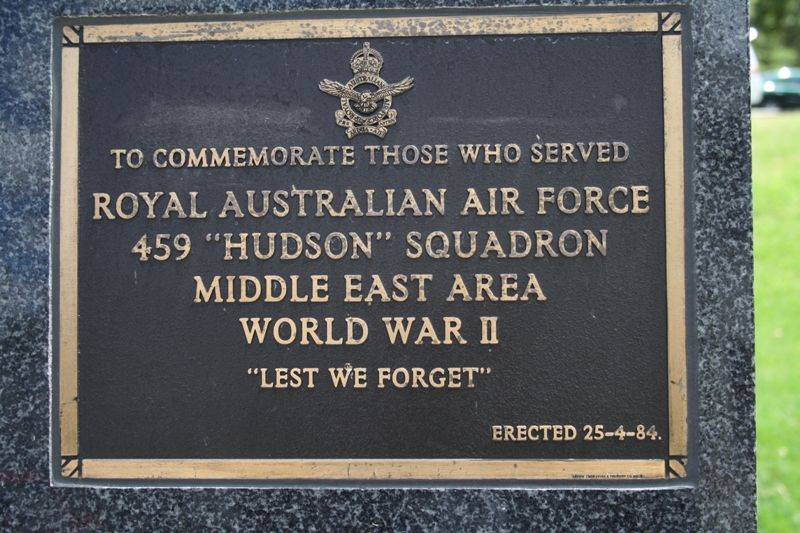 TO COMMEMORATE THOSE WHO SERVED
ROYAL AUSTRALIAN AIR FORCE
459 "HUDSON" SQUADRON
MIDDLE EAST AREA
WORLD WAR II
"LEST WE FORGET"
ERECTED 25-4-84.